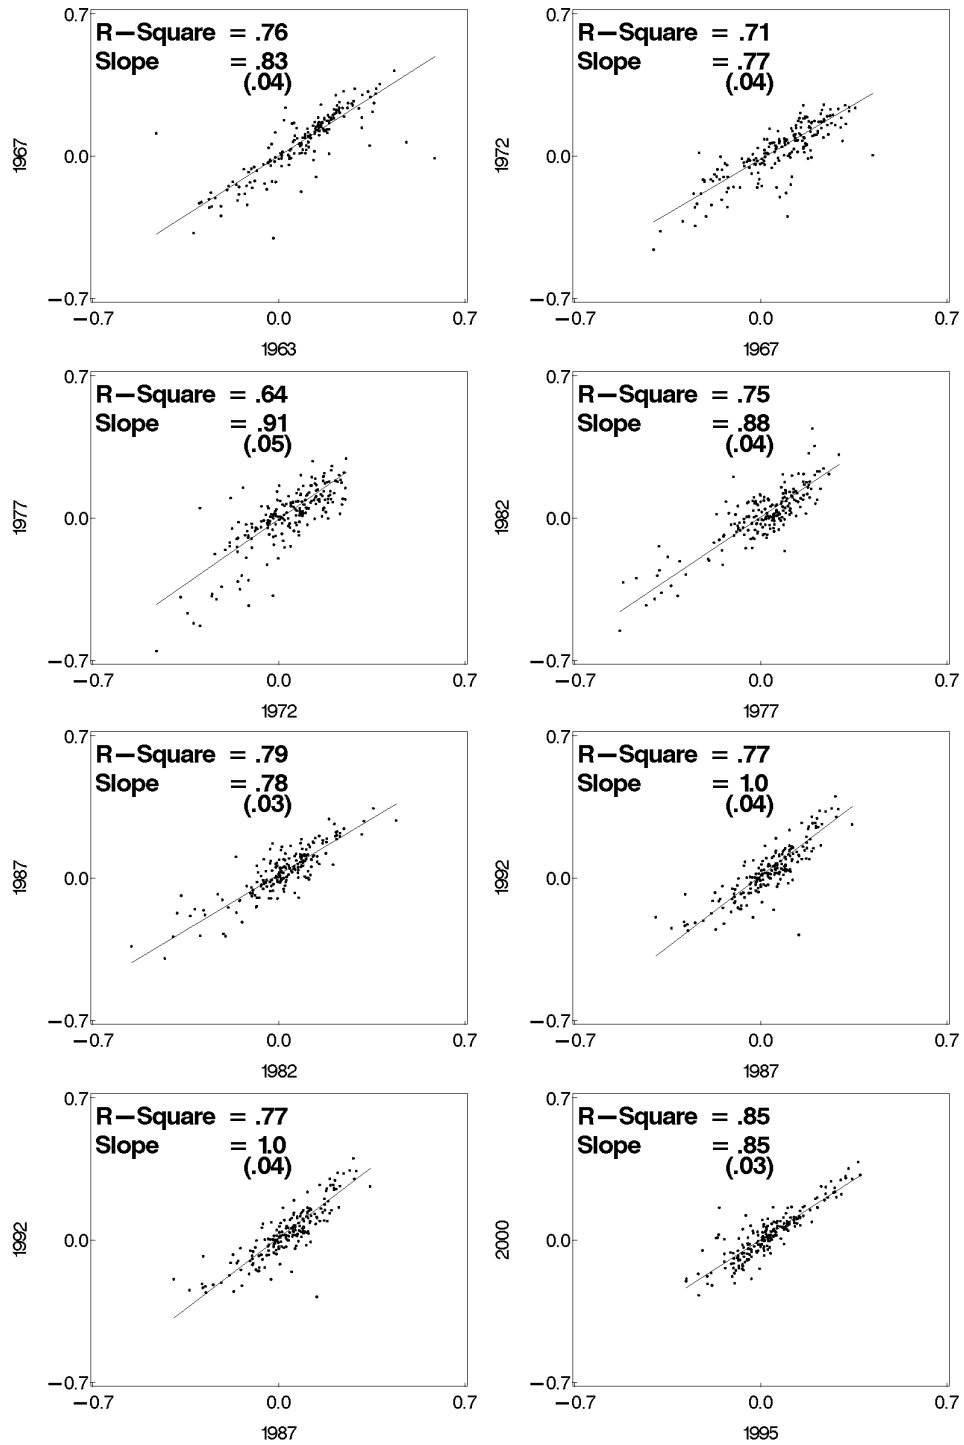 0.7
R-Square = .76
Slope = .83
(.04)
1967
0.0
-0.7
-0.7 0.0 0.7
1963
R-Square = .71
Slope = .77
(.04)
1972
0.0
-0.7
-0.7 0.0 0.7
1967
0.7
R-Square = .64
Slope = .91
(.05)
1977
0.0
-0.7
-0.7 0.0 0.7
1972
0.7
R-Square = .75
Slope = .88
(.04)
1982
0.0
-0.7
-0.7 0.0 0.7
1977
0.7
R-Square = .79
Slope = .78
(.03)
1987
0.0
-0.7
-0.7 0.0 0.7
1982
0.7
R-Square = .77
Slope = 1.0
(.04)
1992
0.0
-0.7
-0.7 0.0 0.7
1987
0.7
R-Square = .77
Slope = 1.0
(.04)
1992
0.0
-0.7
-0.7 0.0 0.7
1987
0.7
R-Square = .85
Slope = .85
(.03)
2000
0.0
-0.7
-0.7 0.0 0.7
1995